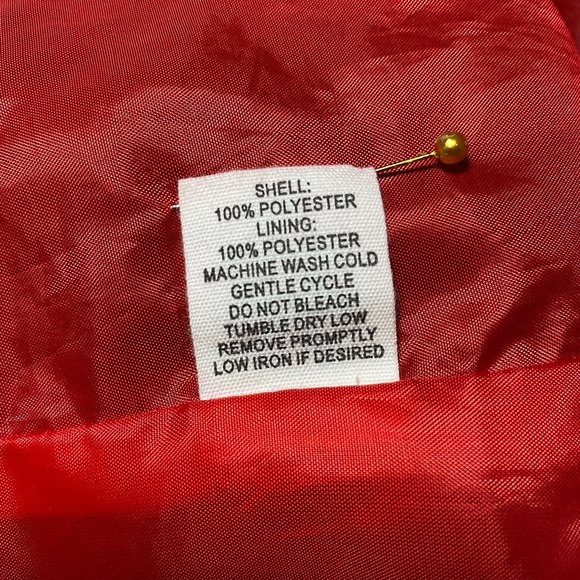 SHELL:
100% POLYESTER
LINING:
100% POLYESTER
MACHINE WASH COLD
GENTLE CYCLE
DO NOT BLEACH
TUMBLE DRY LOW
REMOVE PROMPTLY
LOW IRON IF DESIRED